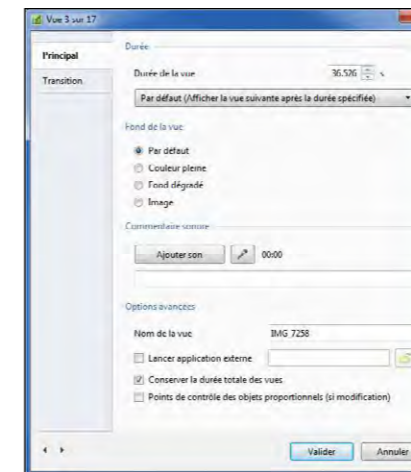 Vue 3 sur 17
Principal
Transition
Durée
Durée de la vue 36.526 s
Par défaut (Afficher la vue suivante après la durée spécifiée)
Fond de la vue
Par défaut
Couleur pleine
Fond dégradé
Image
Commentaire sonore
Ajouter son 00:00
Options avancées
Nom de la vue IMG 7258
Lancer application externe
Conserver la durée totale des vues
Points de contrôle des objets proportionnels (si modification)
Valider Annuler